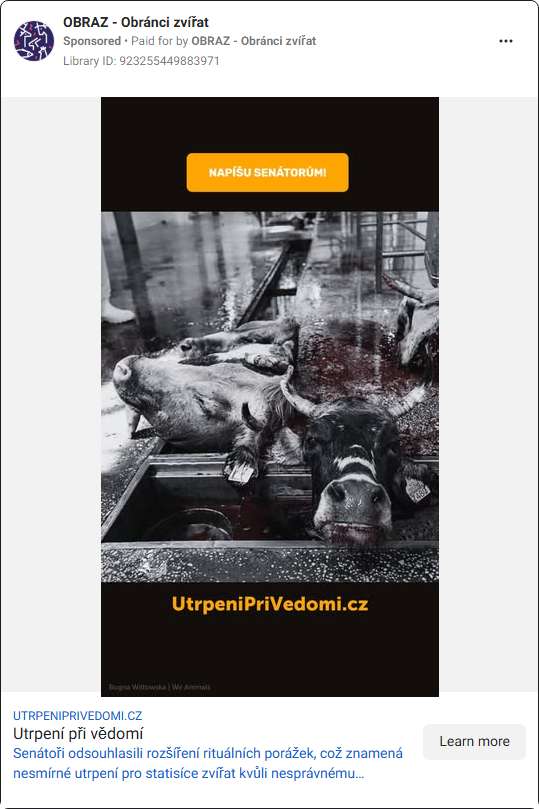 OBRAZ - Obránci zvířat
Sponsored • Paid for by OBRAZ - Obránci zvířat
Library ID: 923255449883971
NAPÍŠU SENÁTORŮM!
UtrpeniPriVedomi.cz
Bogna Wiltowska | We Animals
UTRPENIPRIVEDOMI.CZ
Utrpení při vědomí
Senátoři odsouhlasili rozšíření rituálních porážek, což znamená
nesmírné utrpení pro statisíce zvířat kvůli nesprávnému…
Learn more